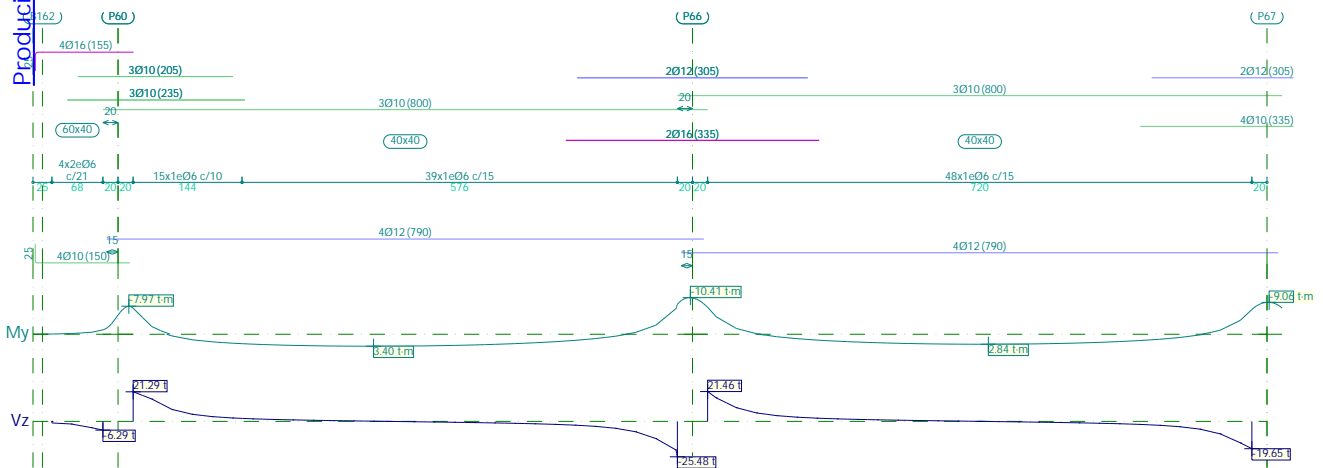 Produci
B162
P60
P66
P67
4Ø16 (155)
25
3Ø10 (205)
2Ø12 (305)
2Ø12 (305)
3Ø10 (235)
20
3Ø10 (800)
20
3Ø10 (800)
4Ø10 (335)
60x40
40x40
2Ø16 (335)
40x40
4x2eØ6
c/21
15x1eØ6 c/10
39x1eØ6 c/15
48x1eØ6 c/15
25
68
20
20
144
576
20
20
720
20
15
4Ø12 (790)
25
4Ø10 (150)
15
4Ø12 (790)
-7.97 t·m
-10.41 t·m
-9.06 t·m
My
3.40 t·m
2.84 t·m
21.29 t
21.46 t
Vz
-6.29 t
-25.48 t
-19.65 t